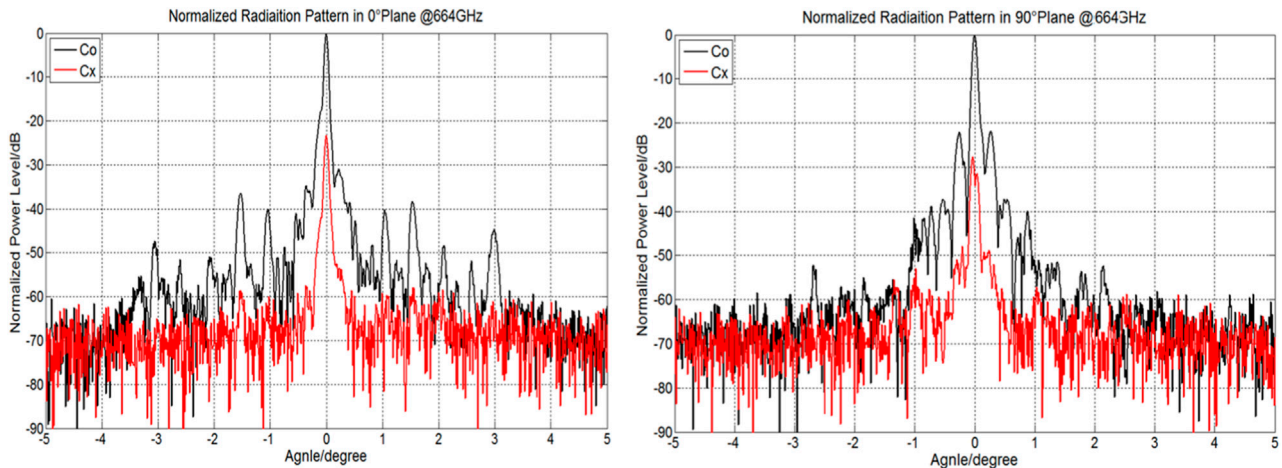 Normalized Radiaition Pattern in 0°Plane @664GHz
Co
Cx
Normalized Power Level/dB
0
-10
-20
-30
-40
-50
-60
-70
-80
-90
-5 -4 -3 -2 -1 0 1 2 3 4 5
Agnle/degree
Normalized Radiaition Pattern in 90°Plane @664GHz
Co
Cx
Normalized Power Level/dB
0
-10
-20
-30
-40
-50
-60
-70
-80
-90
-5 -4 -3 -2 -1 0 1 2 3 4 5
Agnle/degree